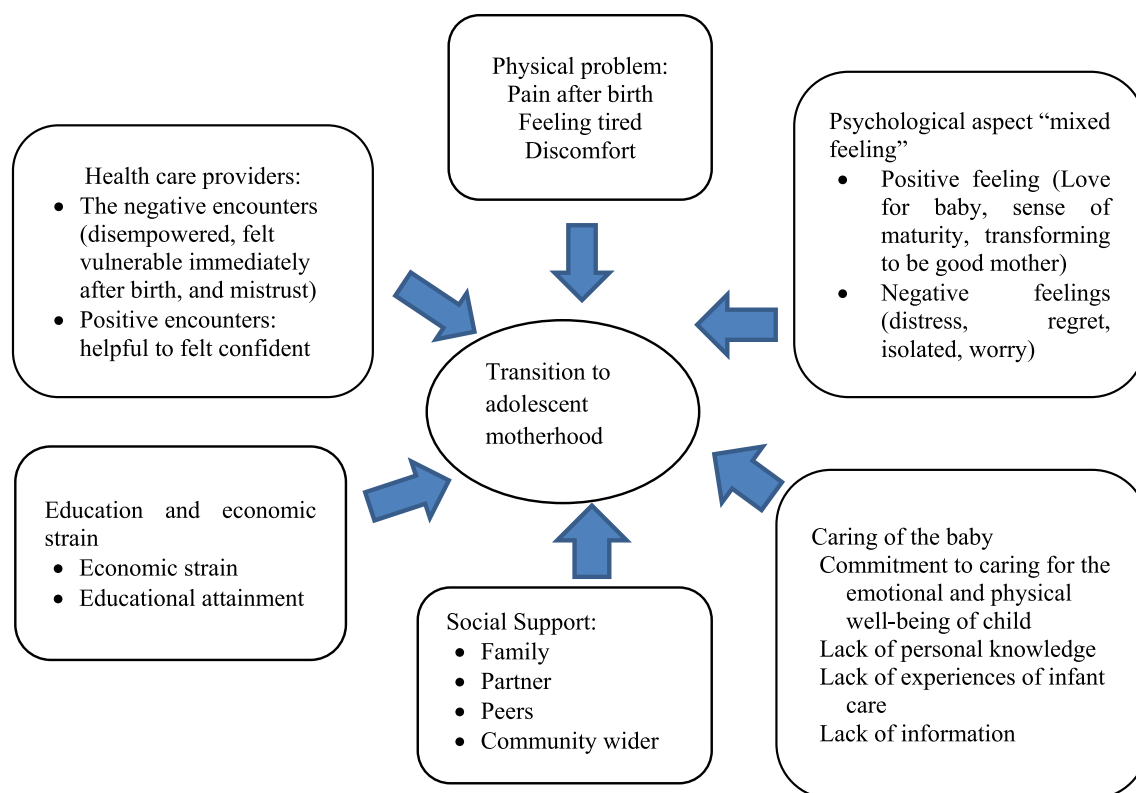 Physical problem:
Pain after birth
Feeling tired
Discomfort
Health care providers:
• The negative encounters
(disempowered, felt
vulnerable immediately
after birth, and mistrust)
• Positive encounters:
helpful to felt confident
Psychological aspect “mixed
feeling”
• Positive feeling (Love
for baby, sense of
maturity, transforming
to be good mother)
• Negative feelings
(distress, regret,
isolated, worry)
Transition to
adolescent
motherhood
Education and economic
strain
• Economic strain
• Educational attainment
Social Support:
• Family
• Partner
• Peers
• Community wider
Caring of the baby
Commitment to caring for the
emotional and physical
well-being of child
Lack of personal knowledge
Lack of experiences of infant
care
Lack of information